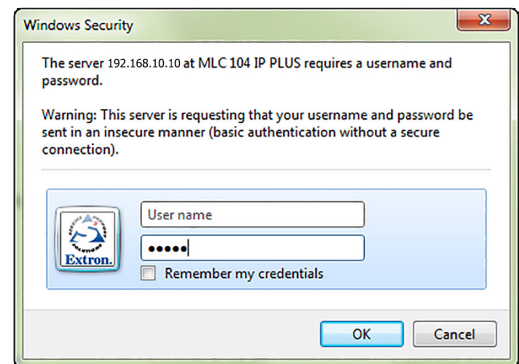 Windows Security
The server 192.168.10.10 at MLC 104 IP PLUS requires a username and
password.
Warning: This server is requesting that your username and password be
sent in an insecure manner (basic authentication without a secure
connection).
User name
●●●●●
Extron.
Remember my credentials
OK
Cancel